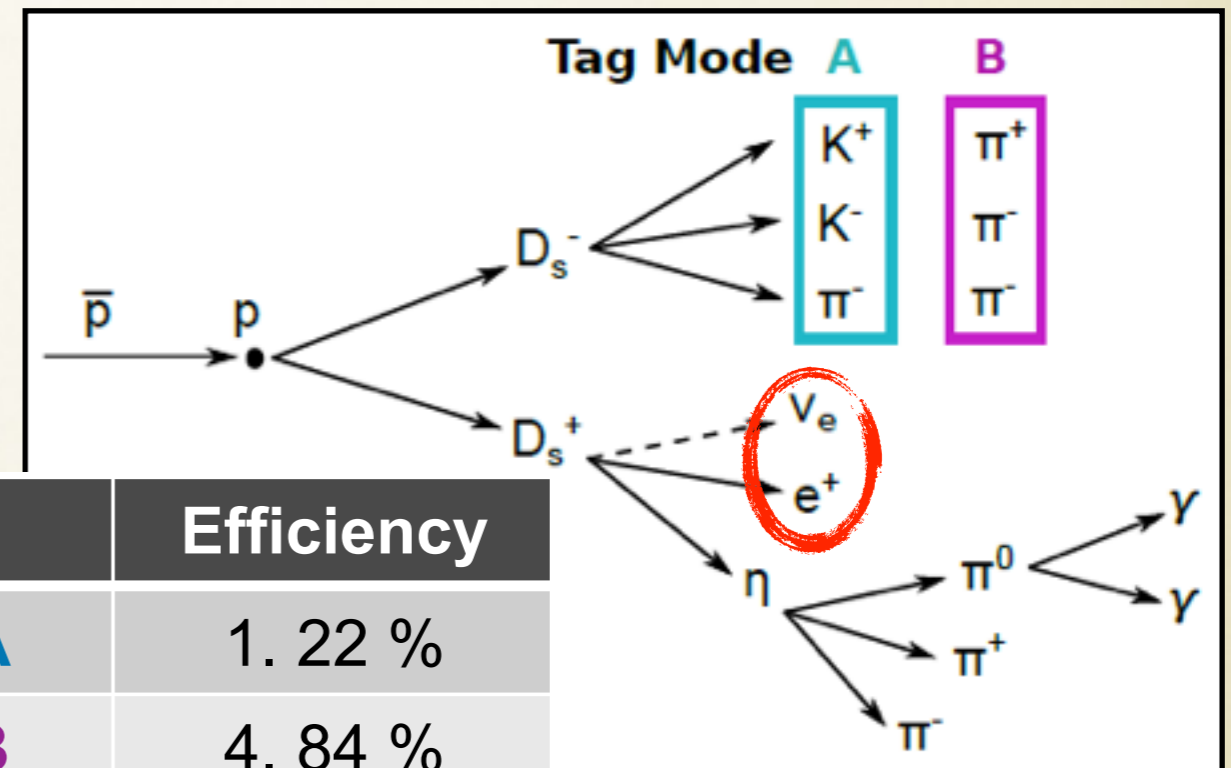 Tag Mode A B
K⁺ π⁺
K⁻ π⁻
π⁻ π⁻
Dₛ⁻
p̅ p
Dₛ⁺
νₑ
e⁺
η
π⁰
γ
γ
π⁺
π⁻
Efficiency
A 1. 22 %
B 4. 84 %